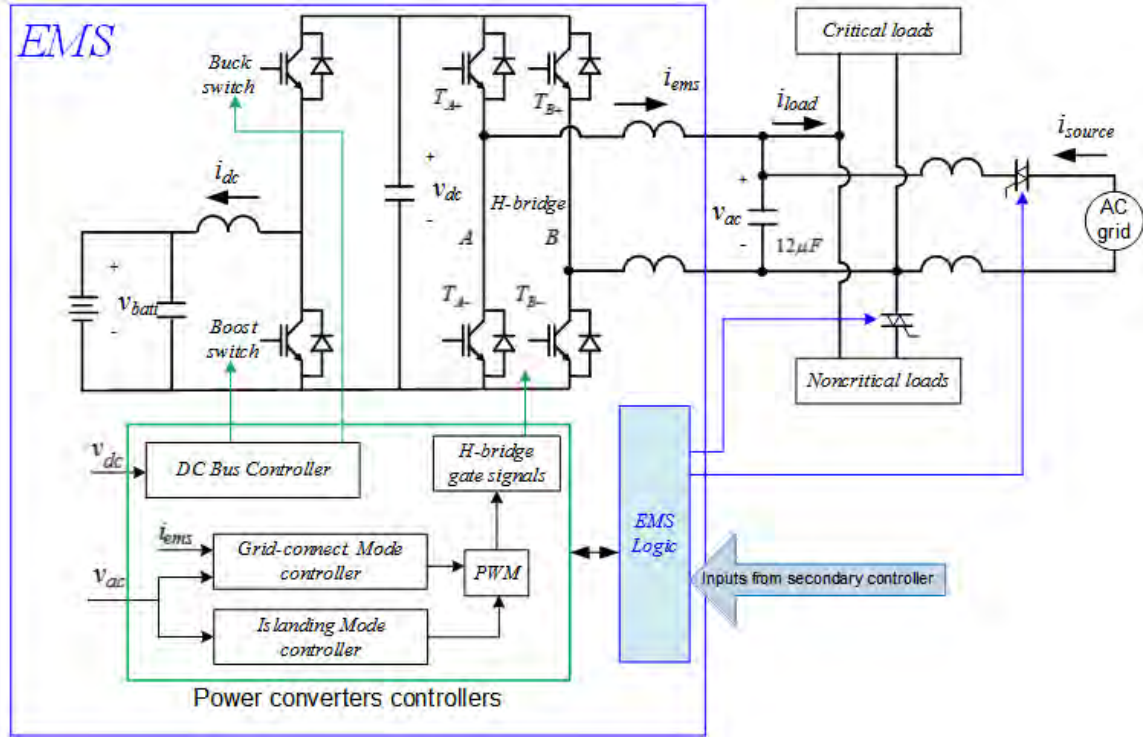 EMS
Buck
switch
T_A+
T_B+
i_ems
Critical loads
i_load
i_source
i_dc
+
v_dc
-
H-bridge
A
B
+
v_ac
-
12μF
AC
grid
+
v_batt
-
Boost
switch
T_A-
T_B-
Noncritical loads
v_dc
DC Bus Controller
H-bridge
gate signals
i_ems
Grid-connect Mode
controller
PWM
v_ac
Islanding Mode
controller
EMS
Logic
Inputs from secondary controller
Power converters controllers